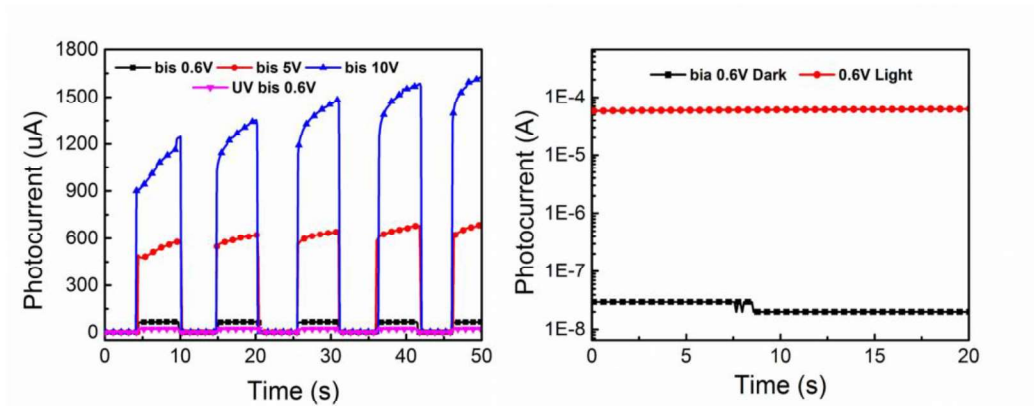 1800
1500
1200
900
600
300
0
Photocurrent (uA)
bis 0.6V bis 5V bis 10V
UV bis 0.6V
0 10 20 30 40 50
Time (s)
1E-4
1E-5
1E-6
1E-7
1E-8
Photocurrent (A)
bia 0.6V Dark 0.6V Light
0 5 10 15 20
Time (s)